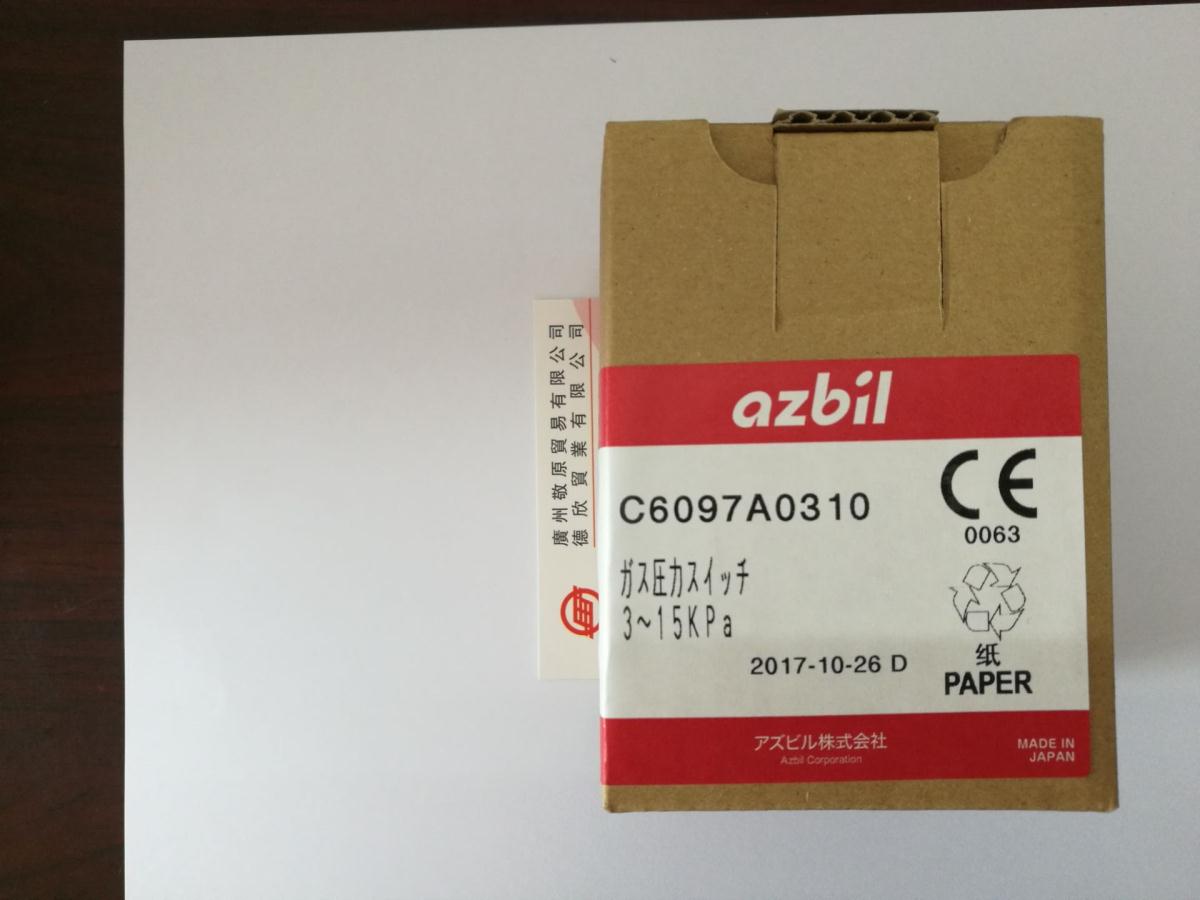 廣州敬原貿易有限公司
德欣貿業有限公司
azbil
C6097A0310
CE
0063
ガス圧力スイッチ
3~15KPa
2017-10-26 D
纸
PAPER
アズビル株式会社
Azbil Corporation
MADE IN
JAPAN